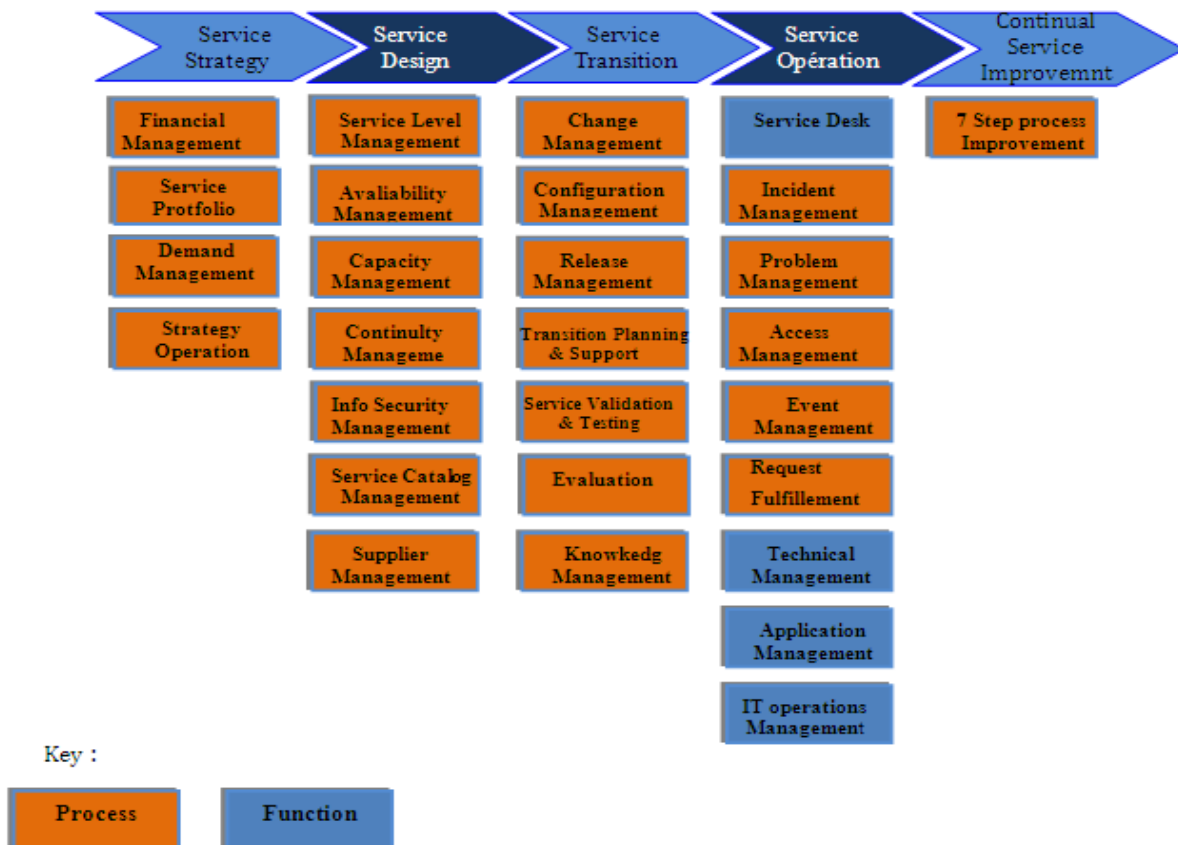 Service
Strategy
Service
Design
Service
Transition
Service
Opération
Continual
Service
Improvemnt
Financial
Management
Service
Protfolio
Demand
Management
Strategy
Operation
Service Level
Management
Avaliability
Management
Capacity
Management
Continulty
Manageme
Info Security
Management
Service Catalog
Management
Supplier
Management
Change
Management
Configuration
Management
Release
Management
Transition Planning
& Support
Service Validation
& Testing
Evaluation
Knowkedg
Management
Service Desk
Incident
Management
Problem
Management
Access
Management
Event
Management
Request
Fulfillement
Technical
Management
Application
Management
IT operations
Management
7 Step process
Improvement
Key :
Process
Function